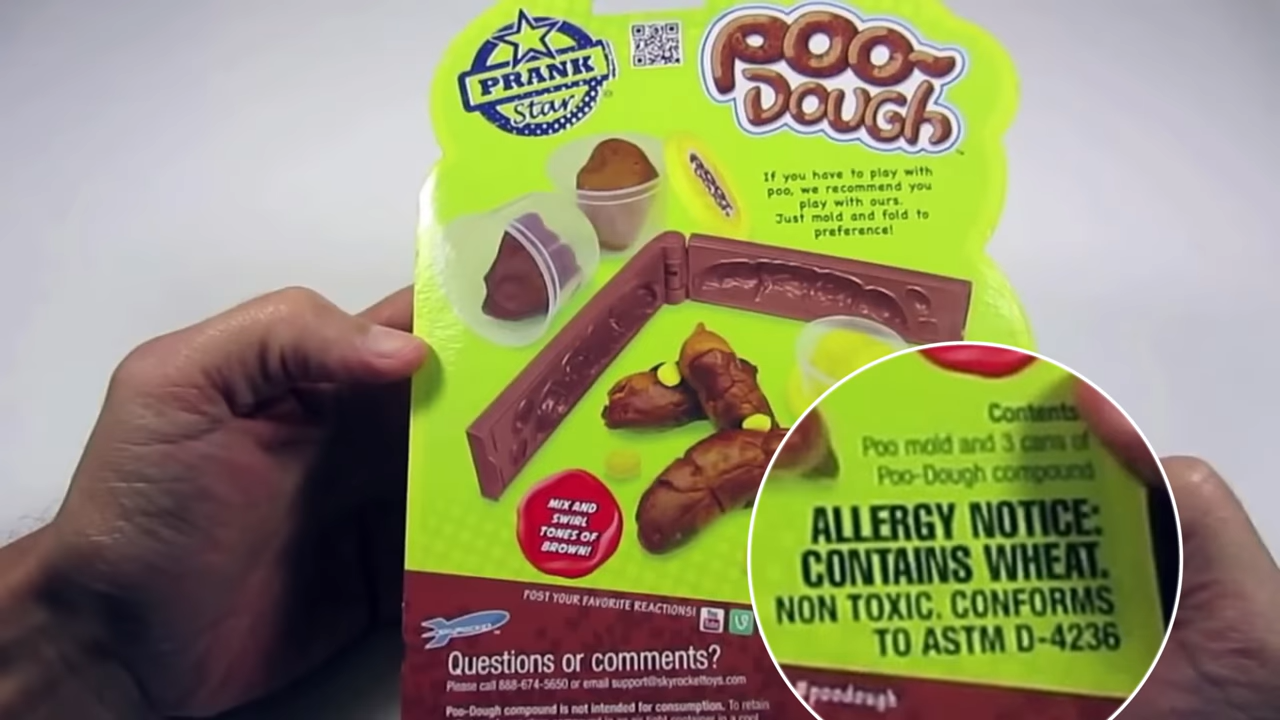 PRANK
Star
POO-
DOUGH
If you have to play with
poo, we recommend you
play with ours.
Just mold and fold to
preference!
MIX AND
SWIRL
TONES OF
BROWN!
Contents
Poo mold and 3 cans of
Poo-Dough compound
ALLERGY NOTICE:
CONTAINS WHEAT.
NON TOXIC. CONFORMS
TO ASTM D-4236
POST YOUR FAVORITE REACTIONS!
You
Tube
SKYROCKET
#poodough
Questions or comments?
Please call 888-674-5650 or email support@skyrockettoys.com
Poo-Dough compound is not intended for consumption. To retain